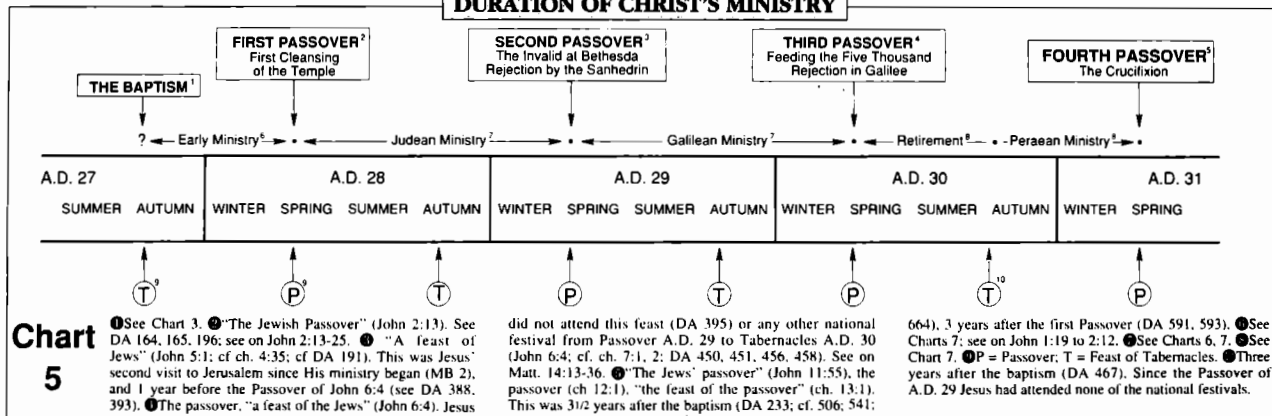 DURATION OF CHRIST'S MINISTRY
FIRST PASSOVER²
First Cleansing
of the Temple
SECOND PASSOVER³
The Invalid at Bethesda
Rejection by the Sanhedrin
THIRD PASSOVER⁴
Feeding the Five Thousand
Rejection in Galilee
FOURTH PASSOVER⁵
The Crucifixion
THE BAPTISM¹
? Early Ministry⁶ Judean Ministry⁷ Galilean Ministry⁷ Retirement⁸ Peraean Ministry⁸
A.D. 27 A.D. 28 A.D. 29 A.D. 30 A.D. 31
SUMMER AUTUMN WINTER SPRING SUMMER AUTUMN WINTER SPRING SUMMER AUTUMN WINTER SPRING SUMMER AUTUMN WINTER SPRING
T⁹ P⁹ T P T P T¹⁰ P
Chart
5
❶See Chart 3. ❷"The Jewish Passover" (John 2:13). See
DA 164, 165, 196; see on John 2:13-25. ❸ "A feast of
Jews" (John 5:1; cf ch. 4:35; cf DA 191). This was Jesus'
second visit to Jerusalem since His ministry began (MB 2),
and 1 year before the Passover of John 6:4 (see DA 388,
393). ❹The passover, "a feast of the Jews" (John 6:4). Jesus
did not attend this feast (DA 395) or any other national
festival from Passover A.D. 29 to Tabernacles A.D. 30
(John 6:4; cf. ch. 7:1, 2; DA 450, 451, 456, 458). See on
Matt. 14:13-36. ❺"The Jews' passover" (John 11:55), the
passover (ch 12:1), "the feast of the passover" (ch. 13:1).
This was 31/2 years after the baptism (DA 233; cf. 506; 541;
664), 3 years after the first Passover (DA 591, 593). See
Charts 7; see on John 1:19 to 2:12. See Charts 6, 7. See
Chart 7. P = Passover; T = Feast of Tabernacles. Three
years after the baptism (DA 467). Since the Passover of
A.D. 29 Jesus had attended none of the national festivals.